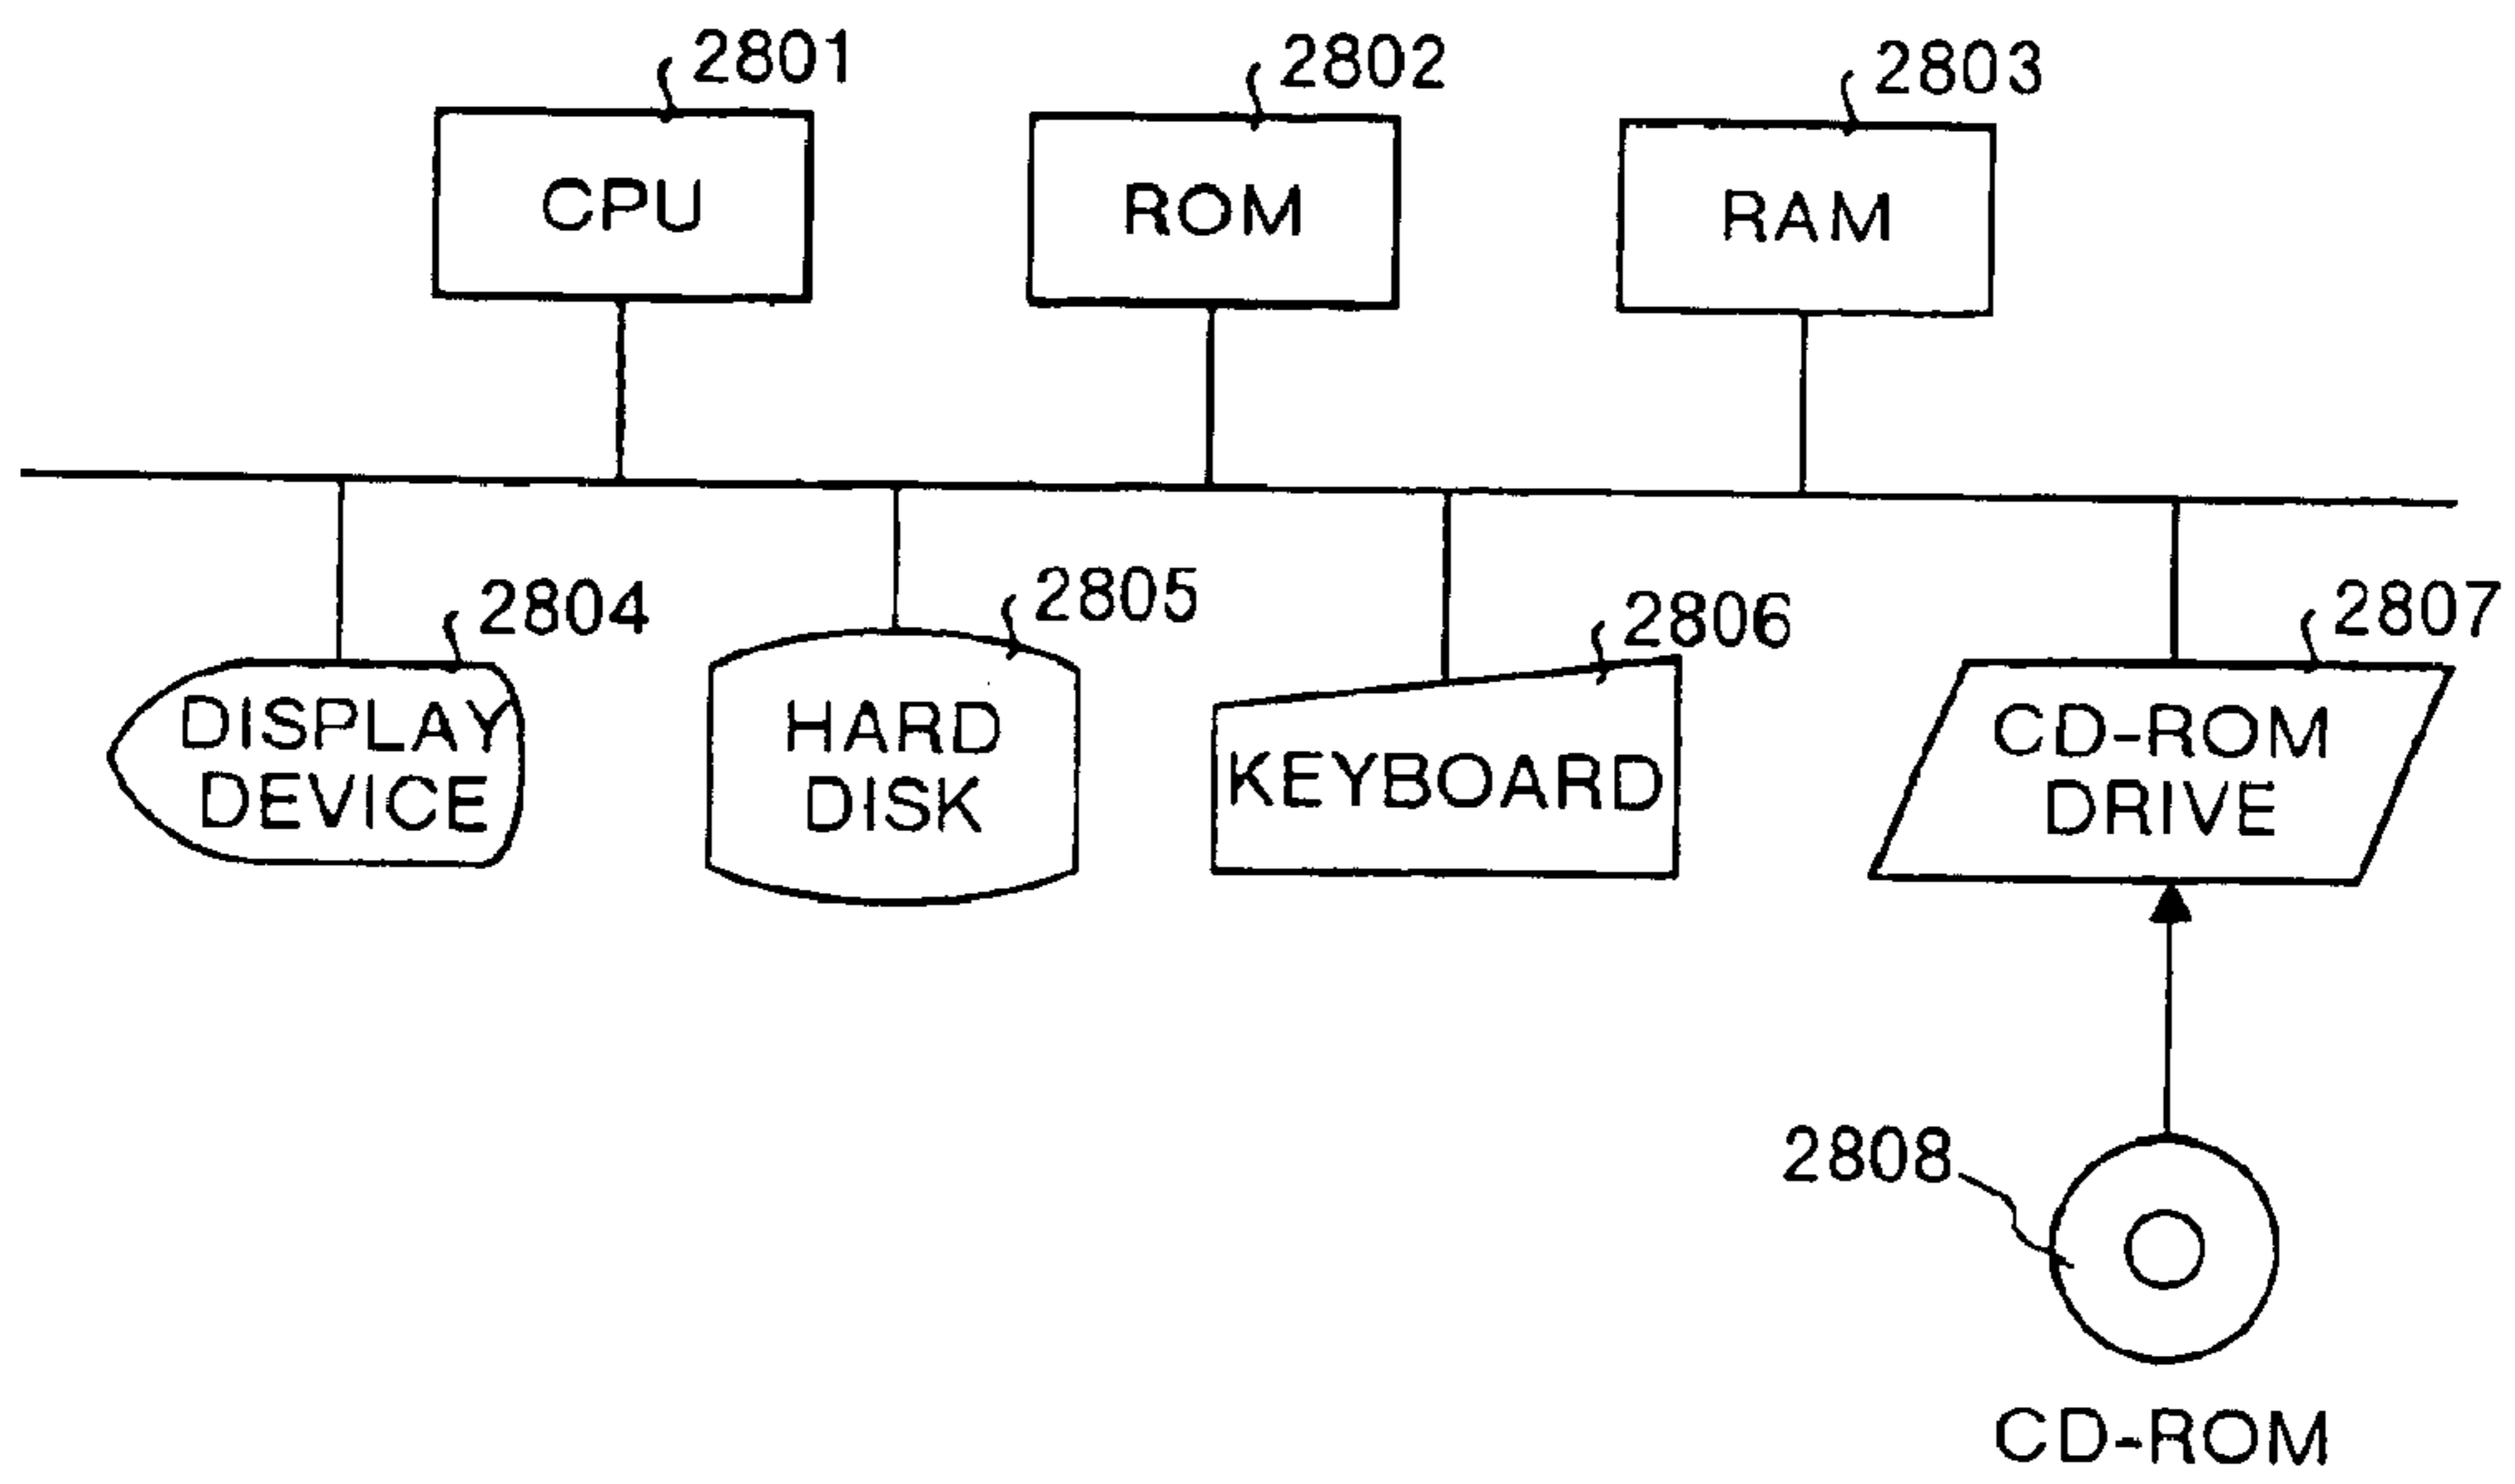 2801
2802
2803
CPU
ROM
RAM
2804
2805
2806
2807
DISPLAY
DEVICE
HARD
DISK
KEYBOARD
CD-ROM
DRIVE
2808
CD-ROM